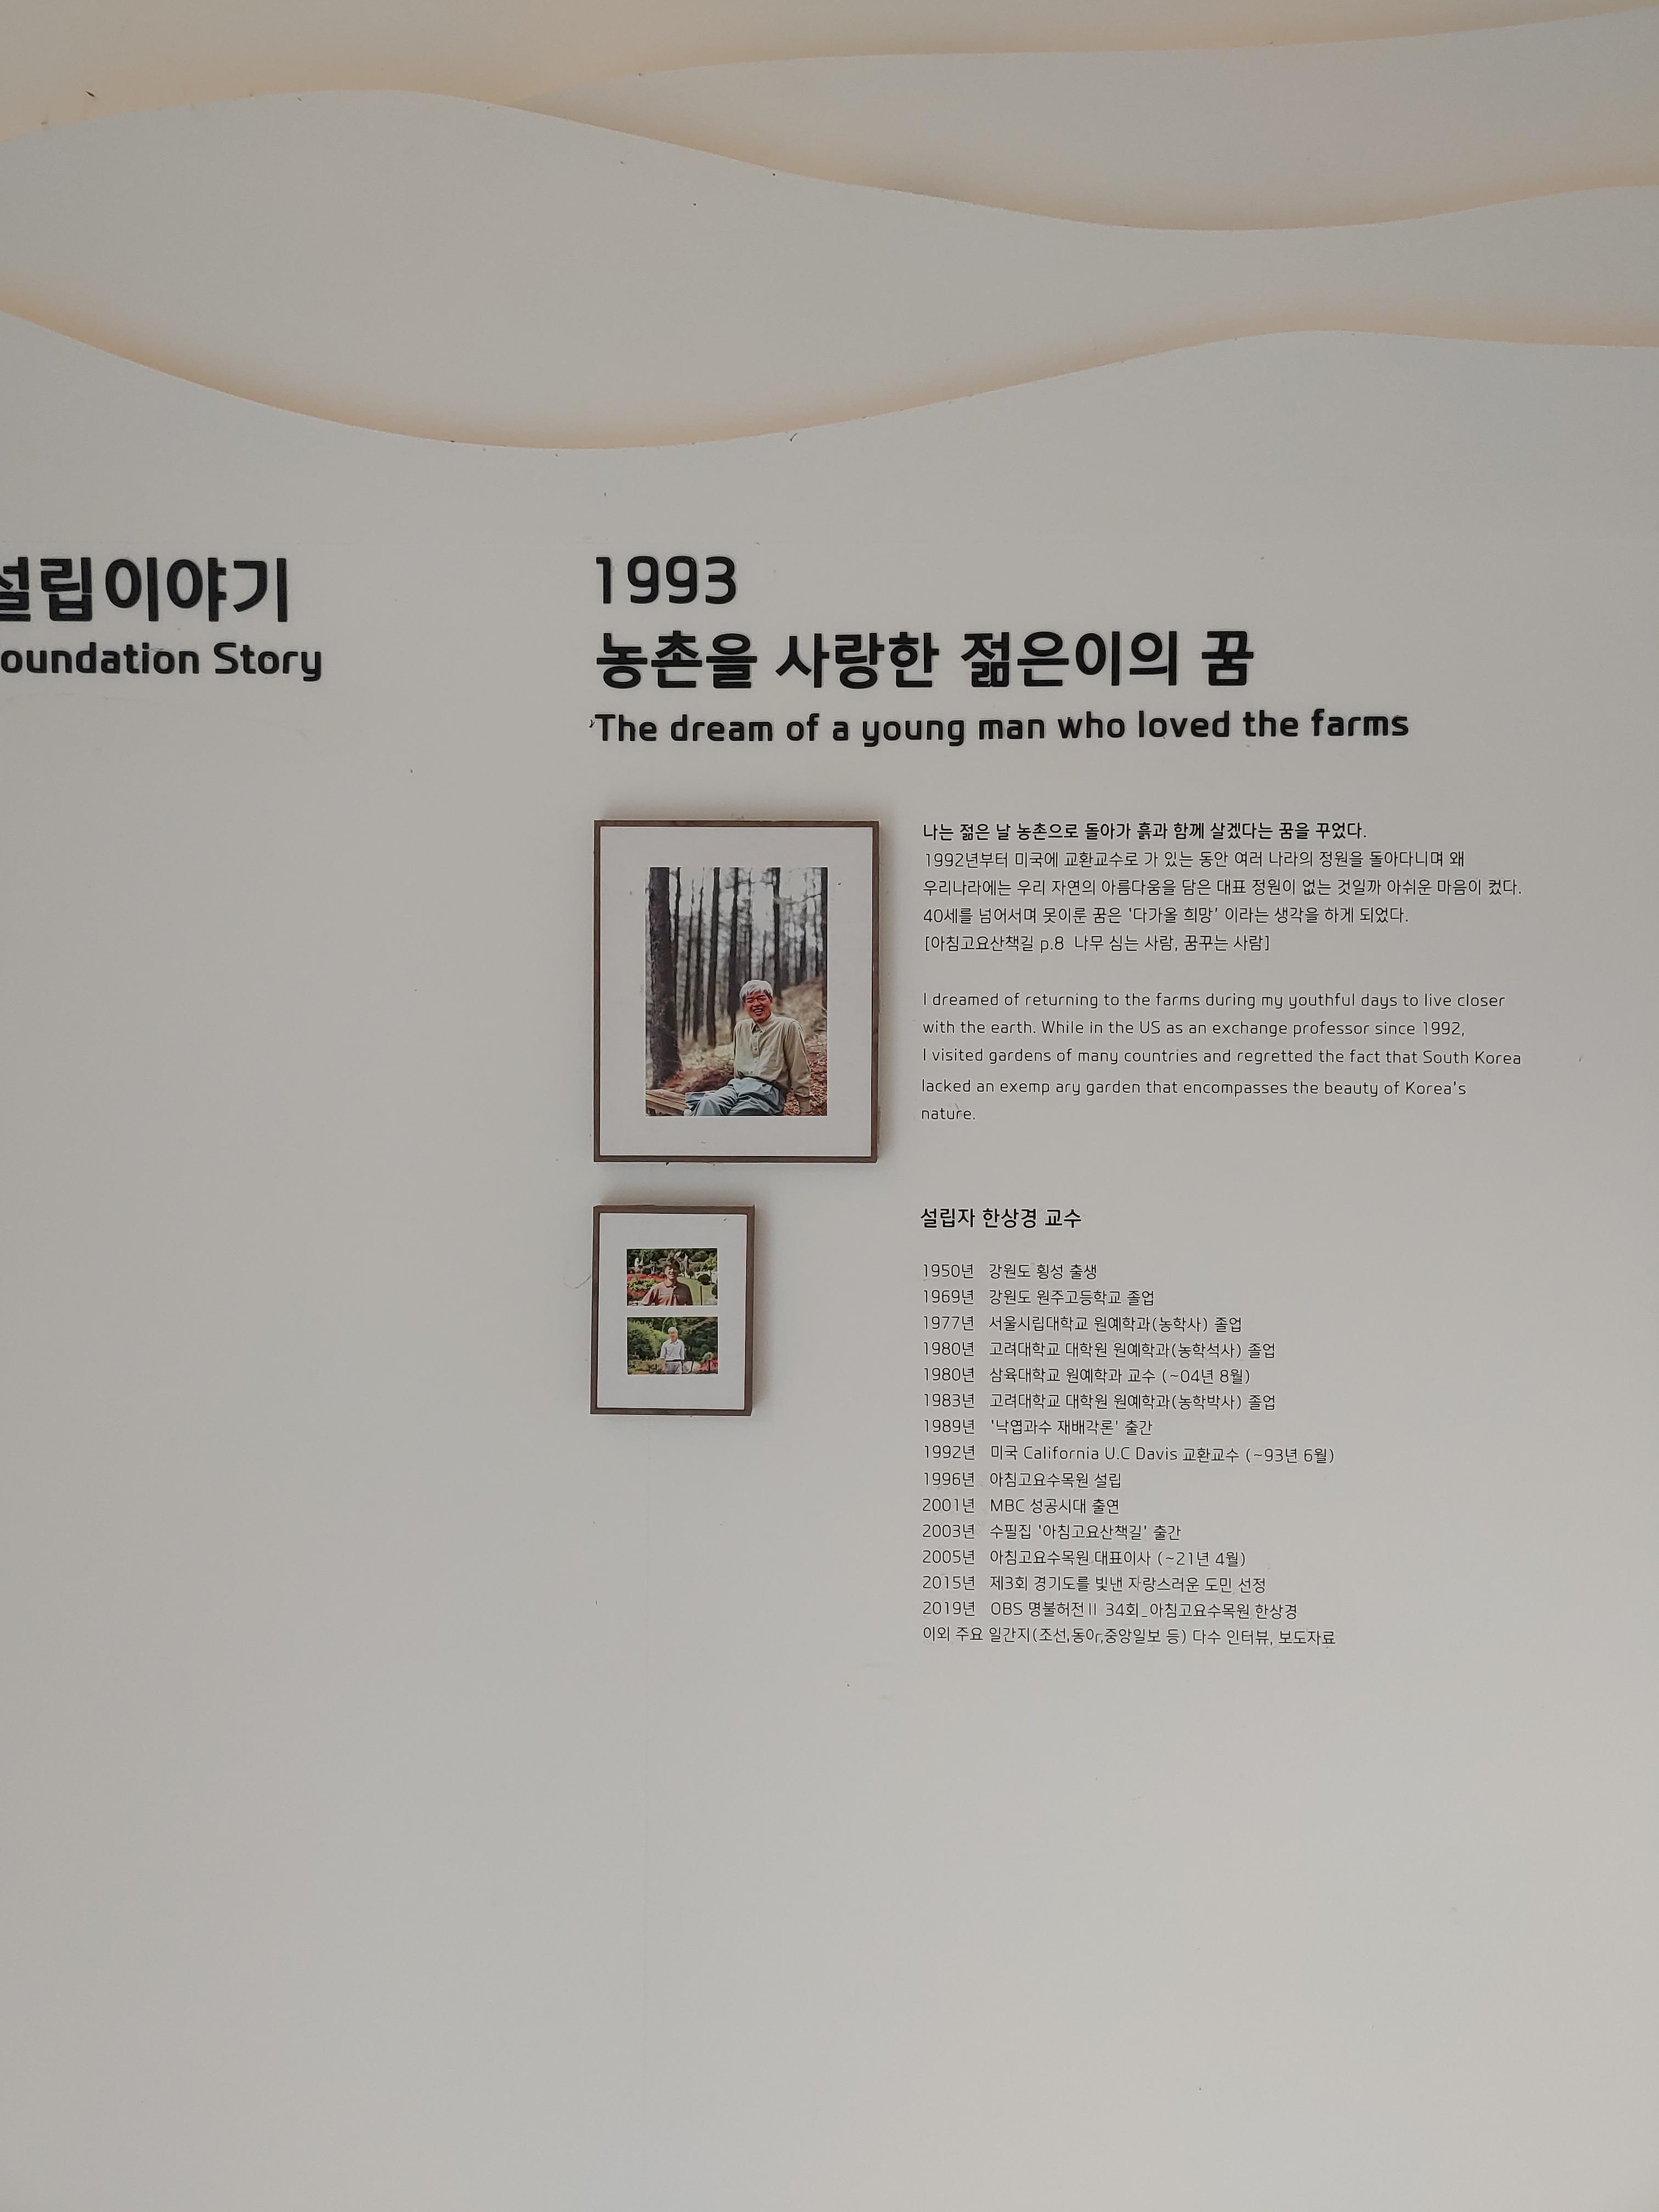 설립이야기
oundation Story
1993
농촌을 사랑한 젊은이의 꿈
The dream of a young man who loved the farms
나는 젊은 날 농촌으로 돌아가 흙과 함께 살겠다는 꿈을 꾸었다.
1992년부터 미국에 교환교수로 가 있는 동안 여러 나라의 정원을 돌아다니며 왜
우리나라에는 우리 자연의 아름다움을 담은 대표 정원이 없는 것일까 아쉬운 마음이 컸다.
40세를 넘어서며 못이룬 꿈은 '다가올 희망' 이라는 생각을 하게 되었다.
[아침고요산책길 p.8 나무 심는 사람, 꿈꾸는 사람]
I dreamed of returning to the farms during my youthful days to live closer
with the earth. While in the US as an exchange professor since 1992,
I visited gardens of many countries and regretted the fact that South Korea
lacked an exemp ary garden that encompasses the beauty of Korea's
nature.
설립자 한상경 교수
1950년 강원도 횡성 출생
1969년 강원도 원주고등학교 졸업
1977년 서울시립대학교 원예학과(농학사) 졸업
1980년 고려대학교 대학원 원예학과(농학석사) 졸업
1980년 삼육대학교 원예학과 교수 (~04년 8월)
1983년 고려대학교 대학원 원예학과(농학박사) 졸업
1989년 '낙엽과수 재배각론' 출간
1992년 미국 California U.C Davis 교환교수 (~93년 6월)
1996년 아침고요수목원 설립
2001년 MBC 성공시대 출연
2003년 수필집 '아침고요산책길' 출간
2005년 아침고요수목원 대표이사 (~21년 4월)
2015년 제3회 경기도를 빛낸 자랑스러운 도민 선정
2019년 OBS 명불허전II 34회_아침고요수목원 한상경
이외 주요 일간지(조선,동아,중앙일보 등) 다수 인터뷰, 보도자료